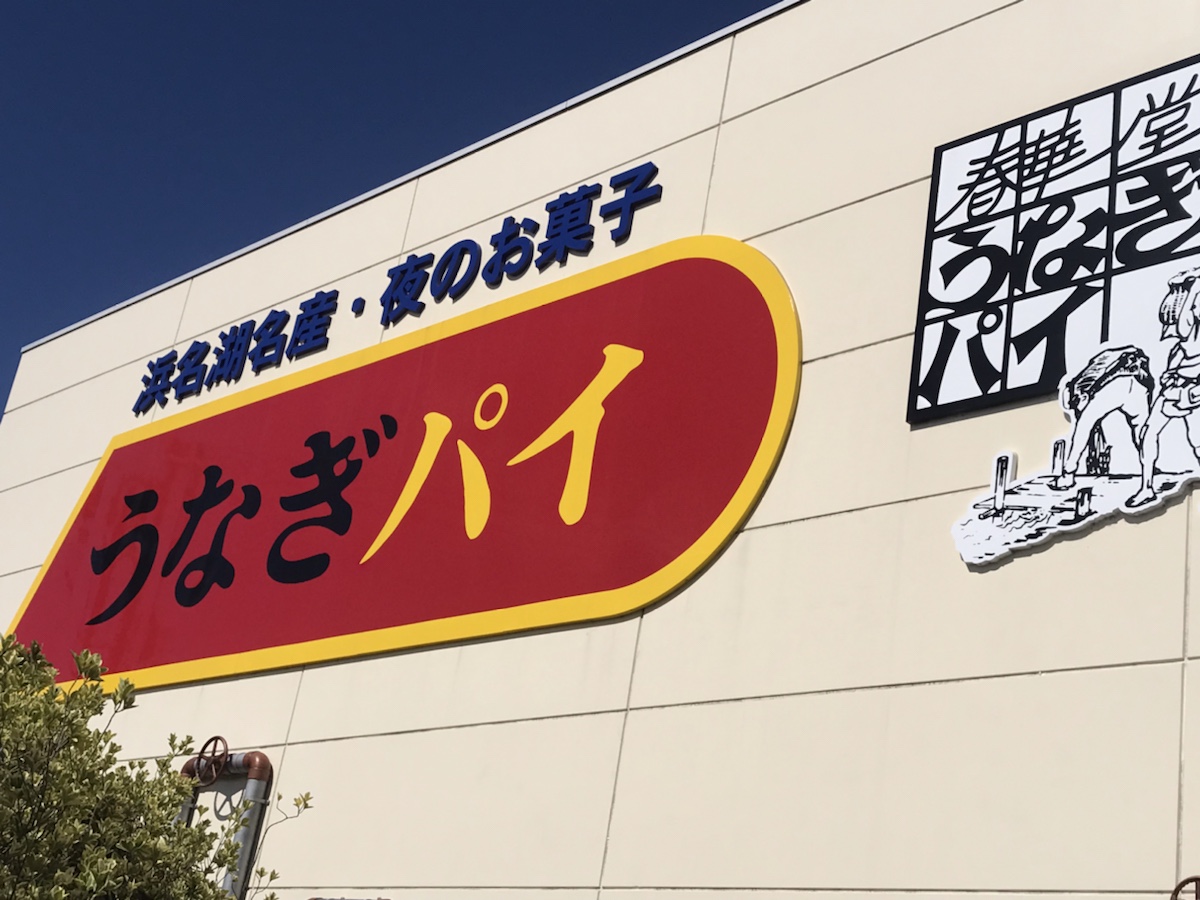 浜名湖名産・夜のお菓子
うなぎパイ
春華堂
うなぎ
パイ